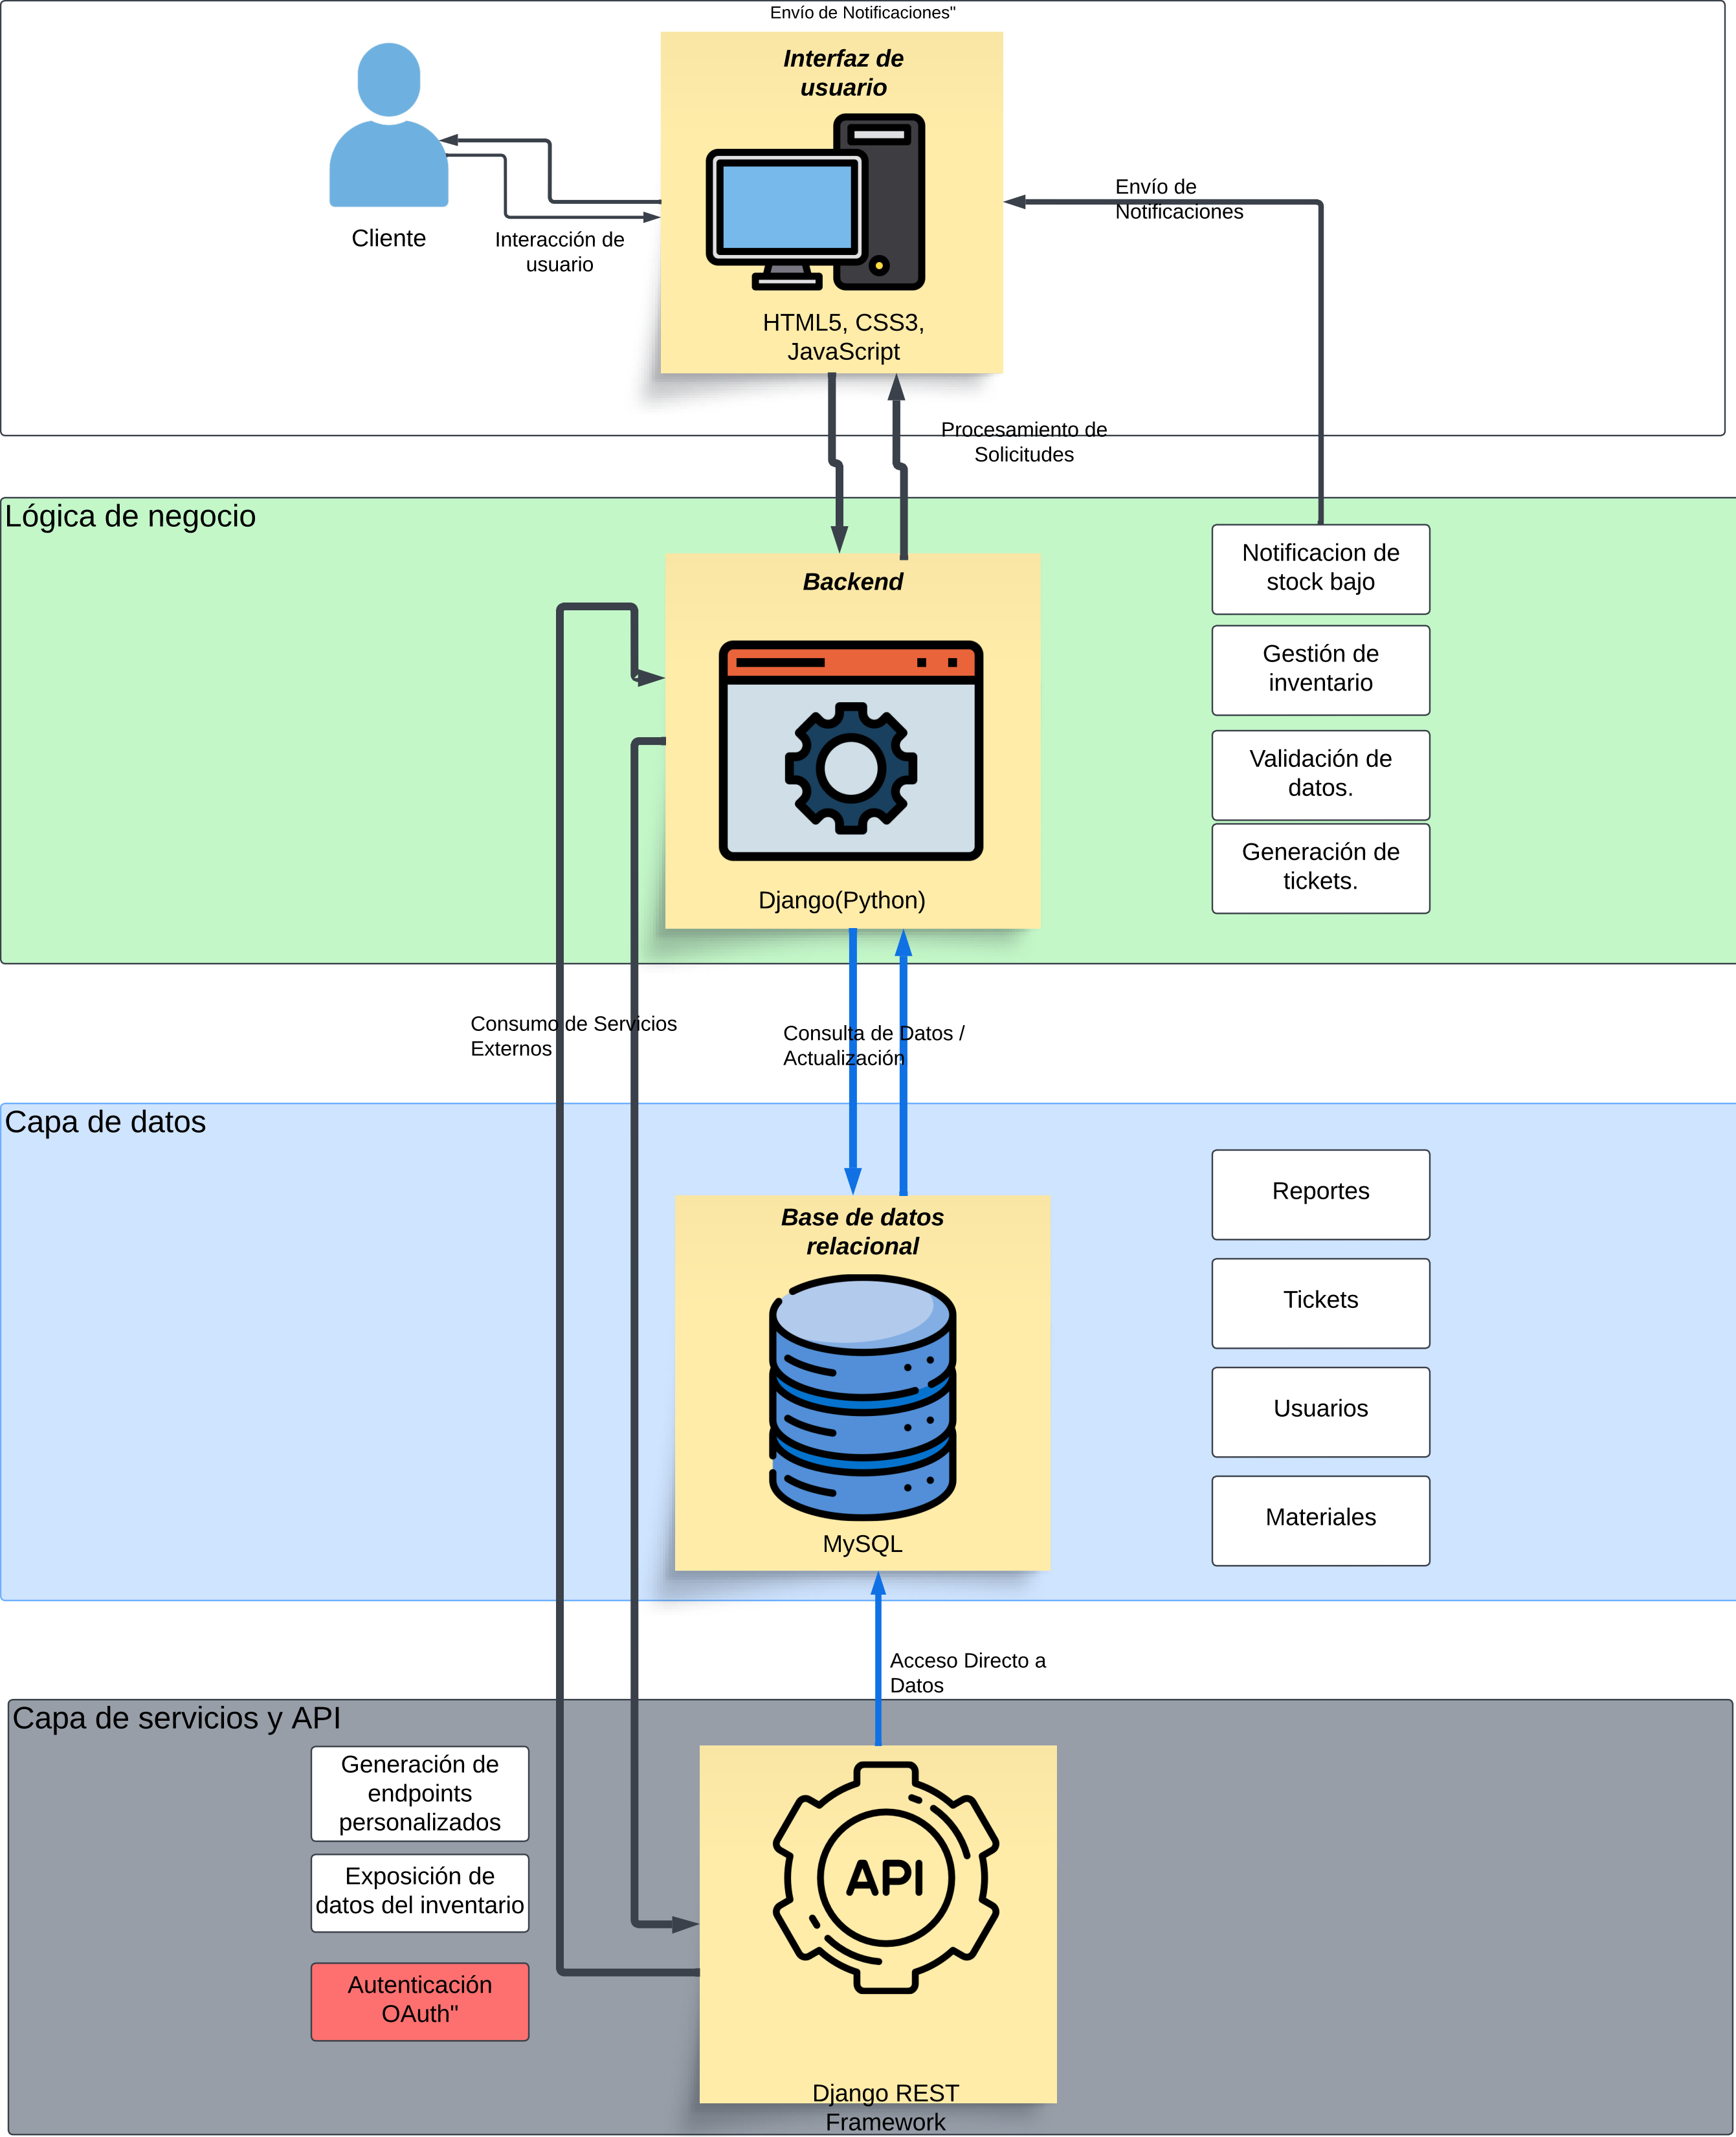 Envío de Notificaciones"
Interfaz de
usuario
Cliente
Interacción de
usuario
HTML5, CSS3,
JavaScript
Envío de
Notificaciones
Procesamiento de
Solicitudes
Lógica de negocio
Backend
Django(Python)
Notificacion de
stock bajo
Gestión de
inventario
Validación de
datos.
Generación de
tickets.
Consumo de Servicios
Externos
Consulta de Datos /
Actualización
Capa de datos
Base de datos
relacional
MySQL
Reportes
Tickets
Usuarios
Materiales
Acceso Directo a
Datos
Capa de servicios y API
Generación de
endpoints
personalizados
Exposición de
datos del inventario
Autenticación
OAuth"
API
Django REST
Framework